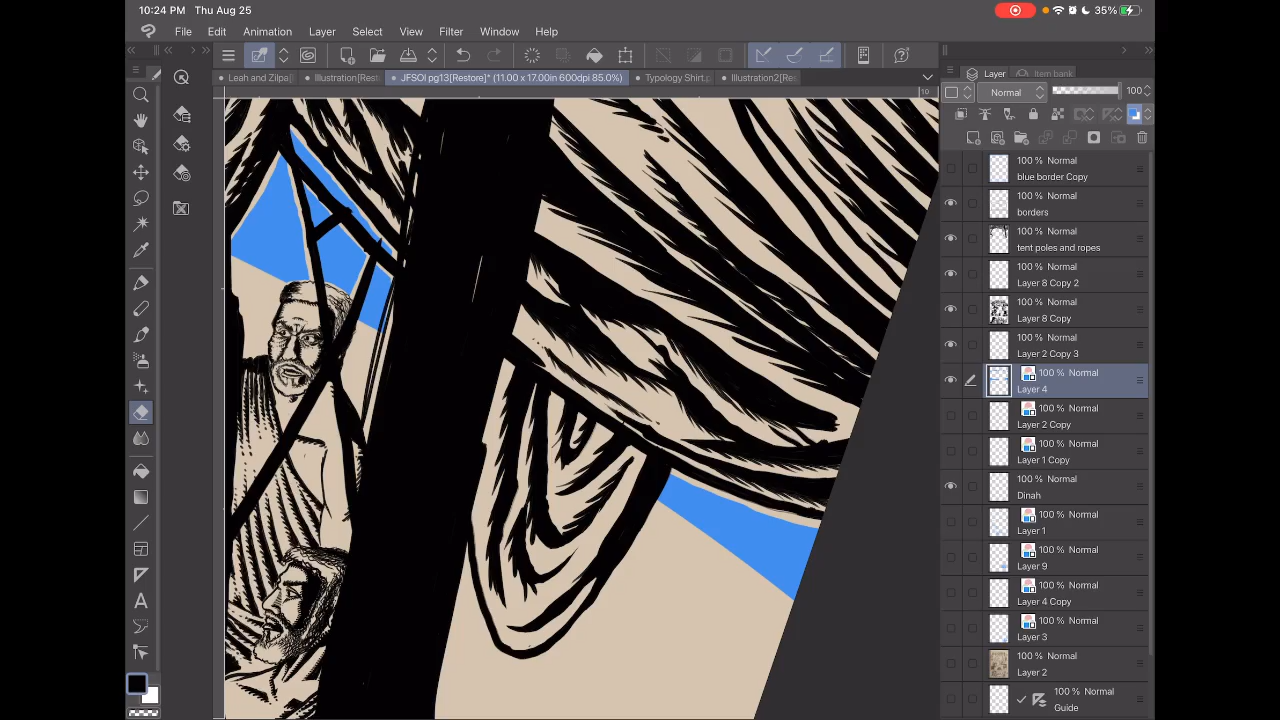 10:24 PM Thu Aug 25
35%
File Edit Animation Layer Select View Filter Window Help
Leah and Zilpa[ Illustration[Rest JFSOI pg13[Restore]* (11.00 x 17.00in 600dpi 85.0%) Typology Shirt. Illustration2[Res
Layer Item bank
Normal 100
10
100 % Normal
blue border Copy
100 % Normal
borders
100 % Normal
tent poles and ropes
100 % Normal
Layer 8 Copy 2
100 % Normal
Layer 8 Copy
100 % Normal
Layer 2 Copy 3
100 % Normal
Layer 4
100 % Normal
Layer 2 Copy
100 % Normal
Layer 1 Copy
100 % Normal
Dinah
100 % Normal
Layer 1
100 % Normal
Layer 9
100 % Normal
Layer 4 Copy
100 % Normal
Layer 3
100 % Normal
Layer 2
100 % Normal
Guide